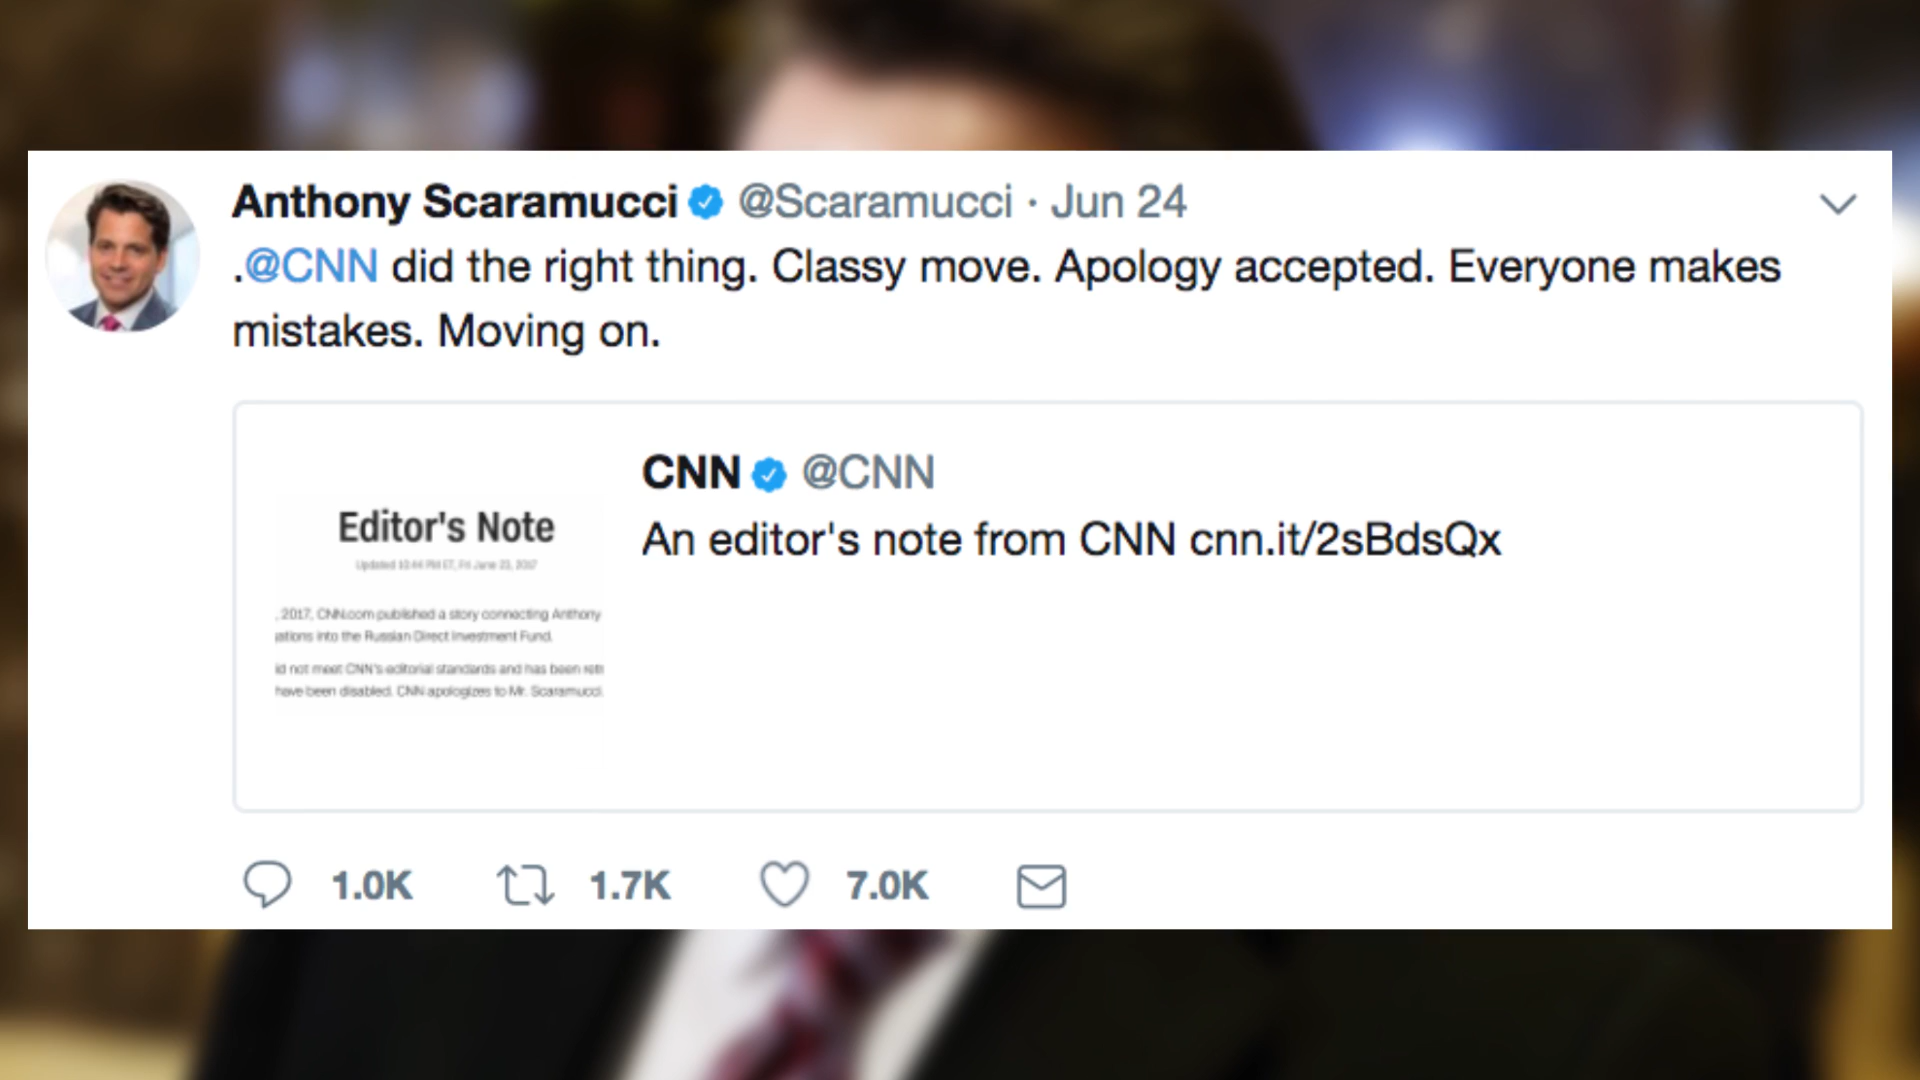 Anthony Scaramucci @Scaramucci · Jun 24
.@CNN did the right thing. Classy move. Apology accepted. Everyone makes
mistakes. Moving on.
CNN @CNN
An editor's note from CNN cnn.it/2sBdsQx
Editor's Note
Updated 10:44 PM ET, Fri June 23, 2017
, 2017, CNN.com published a story connecting Anthony
ations into the Russian Direct Investment Fund.
id not meet CNN's editorial standards and has been retr
have been disabled. CNN apologizes to Mr. Scaramucci.
1.0K 1.7K 7.0K